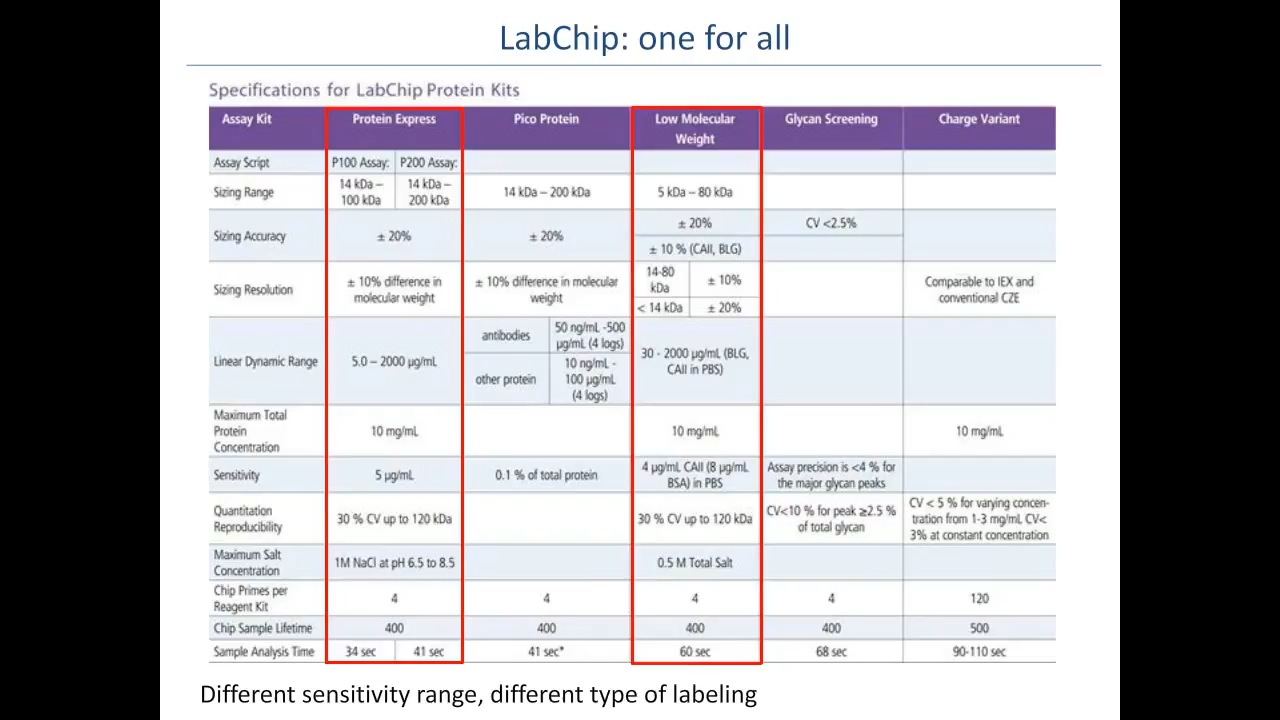 LabChip: one for all
Specifications for LabChip Protein Kits
Assay Kit Protein Express Pico Protein Low Molecular Weight Glycan Screening Charge Variant
Assay Script P100 Assay: P200 Assay:
Sizing Range 14 kDa – 100 kDa 14 kDa – 200 kDa 14 kDa – 200 kDa 5 kDa – 80 kDa
Sizing Accuracy ± 20% ± 20% ± 20% CV <2.5%
± 10 % (CAII, BLG)
Sizing Resolution ± 10% difference in molecular weight ± 10% difference in molecular weight 14-80 kDa ± 10% Comparable to IEX and conventional CZE
< 14 kDa ± 20%
Linear Dynamic Range 5.0 – 2000 µg/mL antibodies 50 ng/mL -500 µg/mL (4 logs) 30 - 2000 µg/mL (BLG, CAII in PBS)
other protein 10 ng/mL - 100 µg/mL (4 logs)
Maximum Total Protein Concentration 10 mg/mL 10 mg/mL 10 mg/mL
Sensitivity 5 µg/mL 0.1 % of total protein 4 µg/mL CAII (8 µg/mL BSA) in PBS Assay precision is <4 % for the major glycan peaks
Quantitation Reproducibility 30 % CV up to 120 kDa 30 % CV up to 120 kDa CV<10 % for peak ≥2.5 % of total glycan CV < 5 % for varying concen-tration from 1-3 mg/mL CV< 3% at constant concentration
Maximum Salt Concentration 1M NaCl at pH 6.5 to 8.5 0.5 M Total Salt
Chip Primes per Reagent Kit 4 4 4 4 120
Chip Sample Lifetime 400 400 400 400 500
Sample Analysis Time 34 sec 41 sec 41 sec* 60 sec 68 sec 90-110 sec
Different sensitivity range, different type of labeling